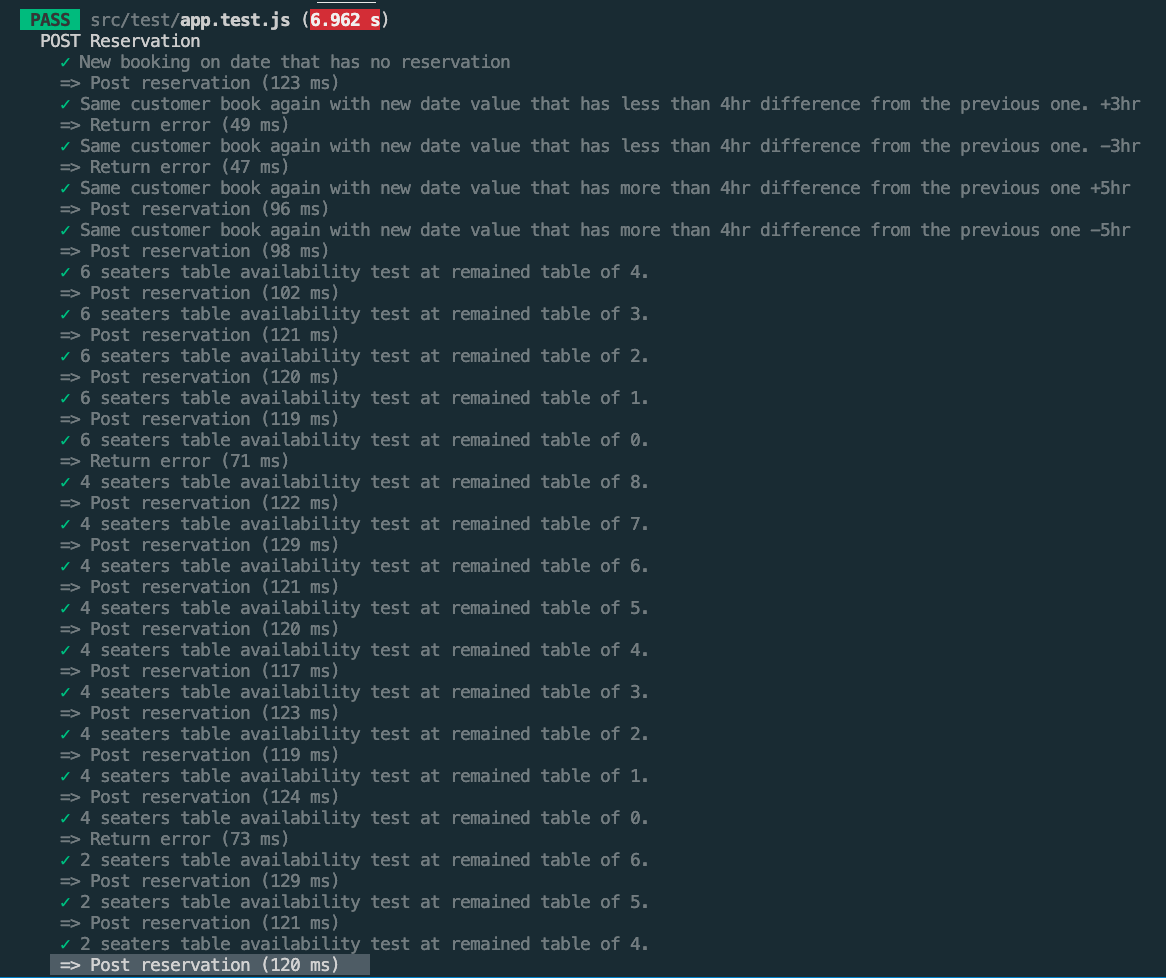 PASS src/test/app.test.js (6.962 s)
POST Reservation
✓ New booking on date that has no reservation
=> Post reservation (123 ms)
✓ Same customer book again with new date value that has less than 4hr difference from the previous one. +3hr
=> Return error (49 ms)
✓ Same customer book again with new date value that has less than 4hr difference from the previous one. -3hr
=> Return error (47 ms)
✓ Same customer book again with new date value that has more than 4hr difference from the previous one +5hr
=> Post reservation (96 ms)
✓ Same customer book again with new date value that has more than 4hr difference from the previous one -5hr
=> Post reservation (98 ms)
✓ 6 seaters table availability test at remained table of 4.
=> Post reservation (102 ms)
✓ 6 seaters table availability test at remained table of 3.
=> Post reservation (121 ms)
✓ 6 seaters table availability test at remained table of 2.
=> Post reservation (120 ms)
✓ 6 seaters table availability test at remained table of 1.
=> Post reservation (119 ms)
✓ 6 seaters table availability test at remained table of 0.
=> Return error (71 ms)
✓ 4 seaters table availability test at remained table of 8.
=> Post reservation (122 ms)
✓ 4 seaters table availability test at remained table of 7.
=> Post reservation (129 ms)
✓ 4 seaters table availability test at remained table of 6.
=> Post reservation (121 ms)
✓ 4 seaters table availability test at remained table of 5.
=> Post reservation (120 ms)
✓ 4 seaters table availability test at remained table of 4.
=> Post reservation (117 ms)
✓ 4 seaters table availability test at remained table of 3.
=> Post reservation (123 ms)
✓ 4 seaters table availability test at remained table of 2.
=> Post reservation (119 ms)
✓ 4 seaters table availability test at remained table of 1.
=> Post reservation (124 ms)
✓ 4 seaters table availability test at remained table of 0.
=> Return error (73 ms)
✓ 2 seaters table availability test at remained table of 6.
=> Post reservation (129 ms)
✓ 2 seaters table availability test at remained table of 5.
=> Post reservation (121 ms)
✓ 2 seaters table availability test at remained table of 4.
=> Post reservation (120 ms)